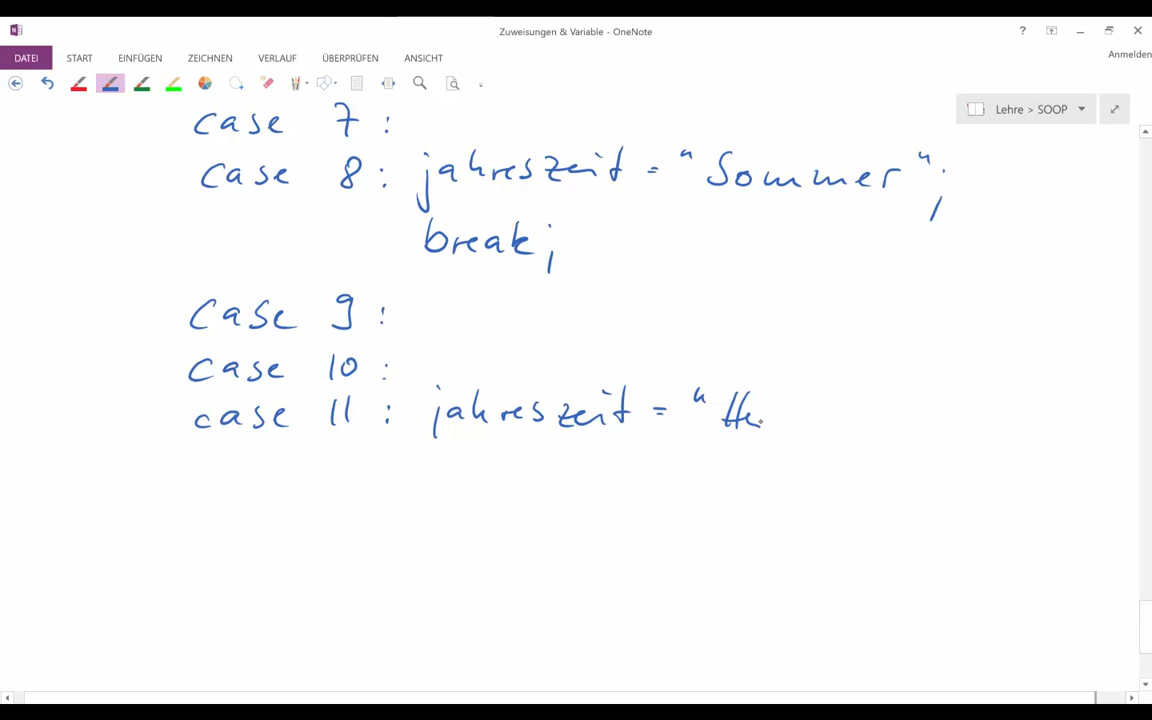 Zuweisungen & Variable - OneNote
?
DATEI START EINFÜGEN ZEICHNEN VERLAUF ÜBERPRÜFEN ANSICHT
Anmelden
Lehre > SOOP
case 7 :
case 8 : jahreszeit = "Sommer";
break;
case 9 :
case 10 :
case 11 : jahreszeit = "He